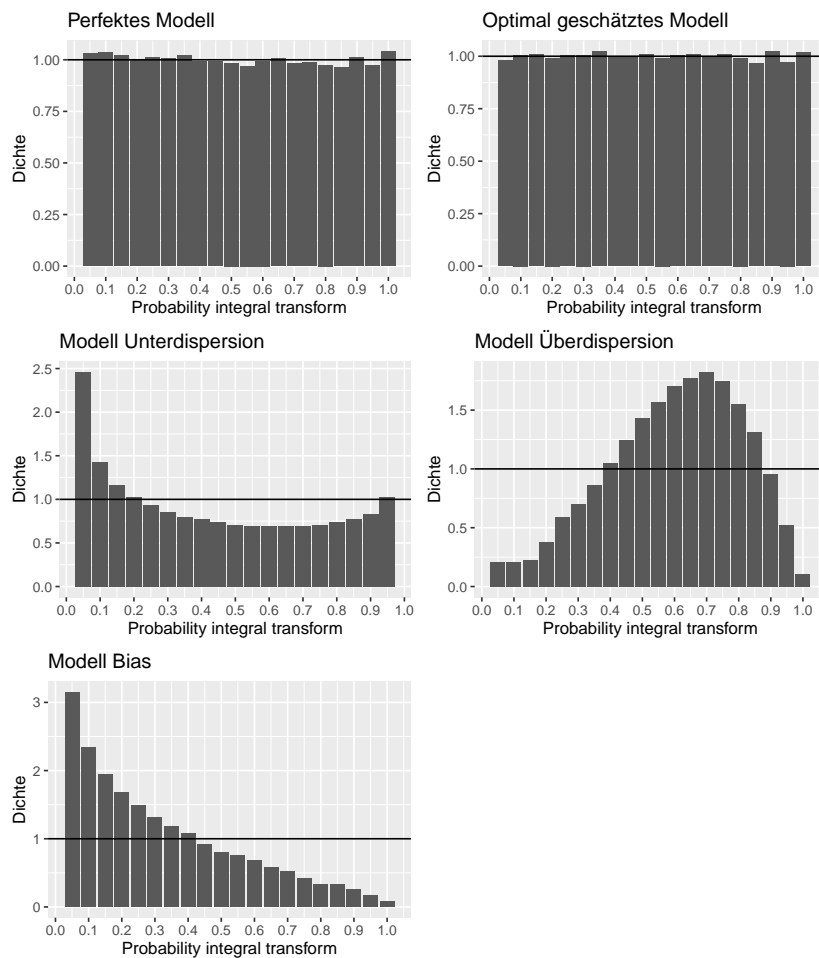 Perfektes Modell
1.00
0.75
0.50
0.25
0.00
Dichte
0.0 0.1 0.2 0.3 0.4 0.5 0.6 0.7 0.8 0.9 1.0
Probability integral transform
Optimal geschätztes Modell
1.00
0.75
0.50
0.25
0.00
Dichte
0.0 0.1 0.2 0.3 0.4 0.5 0.6 0.7 0.8 0.9 1.0
Probability integral transform
Modell Unterdispersion
2.5
2.0
1.5
1.0
0.5
0.0
Dichte
0.0 0.1 0.2 0.3 0.4 0.5 0.6 0.7 0.8 0.9 1.0
Probability integral transform
Modell Überdispersion
1.5
1.0
0.5
0.0
Dichte
0.0 0.1 0.2 0.3 0.4 0.5 0.6 0.7 0.8 0.9 1.0
Probability integral transform
Modell Bias
3
2
1
0
Dichte
0.0 0.1 0.2 0.3 0.4 0.5 0.6 0.7 0.8 0.9 1.0
Probability integral transform